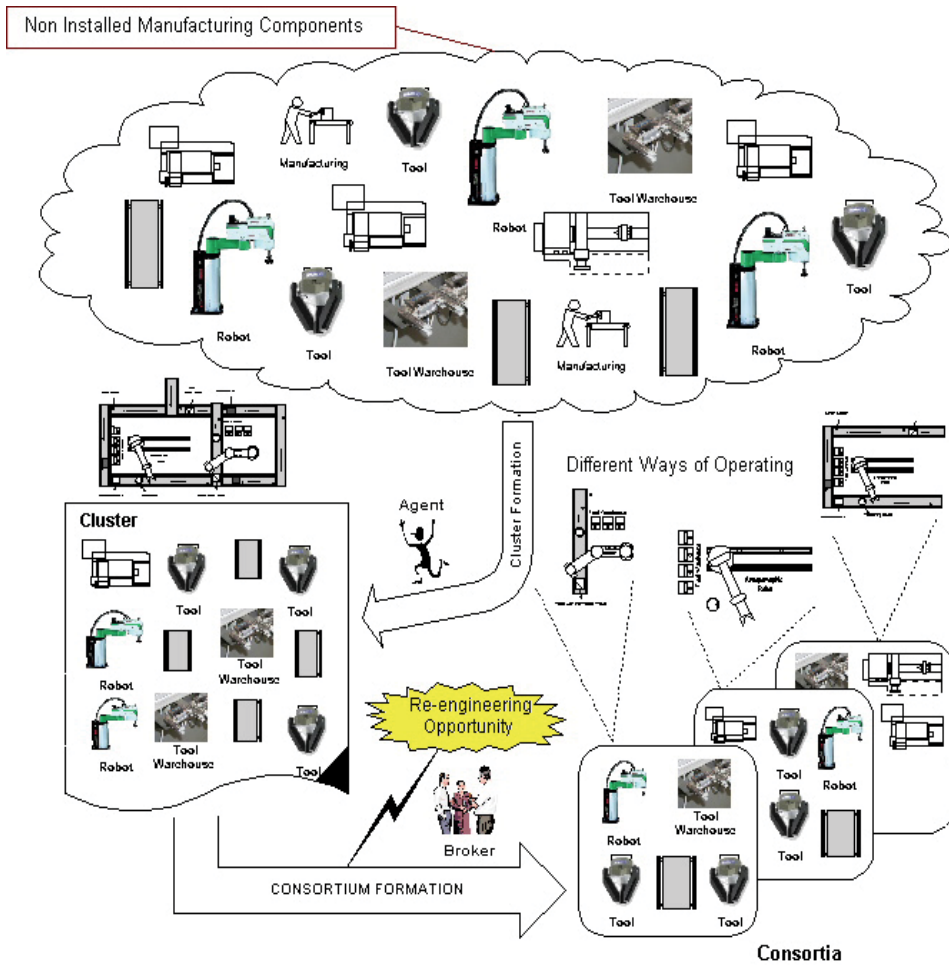 Non Installed Manufacturing Components
Manufacturing
Tool
Robot
Tool Warehouse
Robot
Tool
Tool Warehouse
Manufacturing
Robot
Tool
Cluster Formation
Different Ways of Operating
Agent
Cluster
Tool
Tool
Robot
Tool
Warehouse
Robot
Tool
Warehouse
Tool
Re-engineering
Opportunity
Broker
CONSORTIUM FORMATION
Robot
Tool
Warehouse
Tool
Tool
Tool
Robot
Tool
Consortia